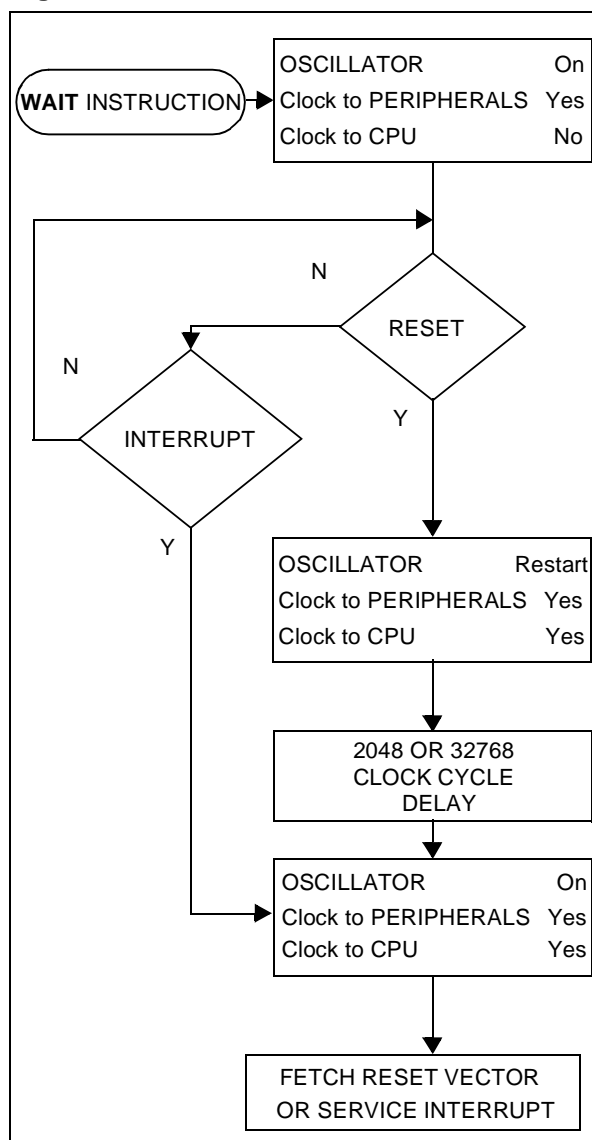 WAIT INSTRUCTION
OSCILLATOR On
Clock to PERIPHERALS Yes
Clock to CPU No
N
RESET
N
INTERRUPT
Y
Y
OSCILLATOR Restart
Clock to PERIPHERALS Yes
Clock to CPU Yes
2048 OR 32768
CLOCK CYCLE
DELAY
OSCILLATOR On
Clock to PERIPHERALS Yes
Clock to CPU Yes
FETCH RESET VECTOR
OR SERVICE INTERRUPT